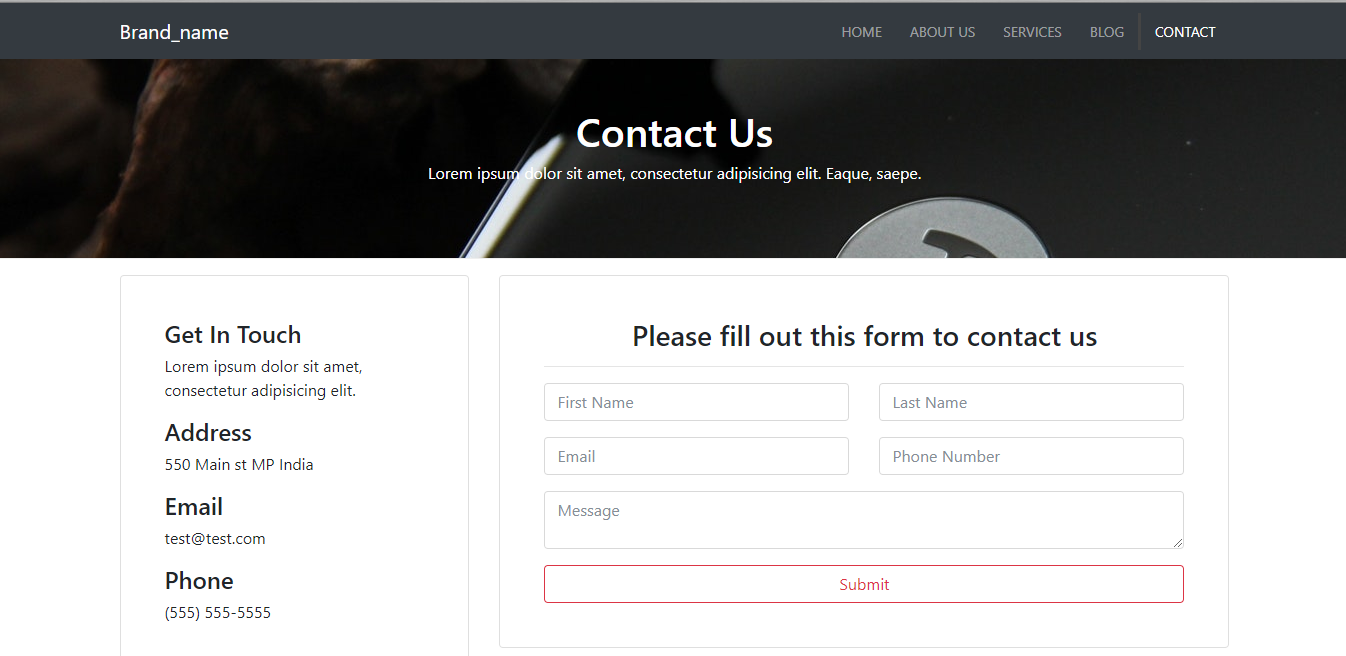 Brand_name
HOME
ABOUT US
SERVICES
BLOG
CONTACT
Contact Us
Lorem ipsum dolor sit amet, consectetur adipisicing elit. Eaque, saepe.
Get In Touch
Lorem ipsum dolor sit amet,
consectetur adipisicing elit.
Address
550 Main st MP India
Email
test@test.com
Phone
(555) 555-5555
Please fill out this form to contact us
First Name
Last Name
Email
Phone Number
Message
Submit